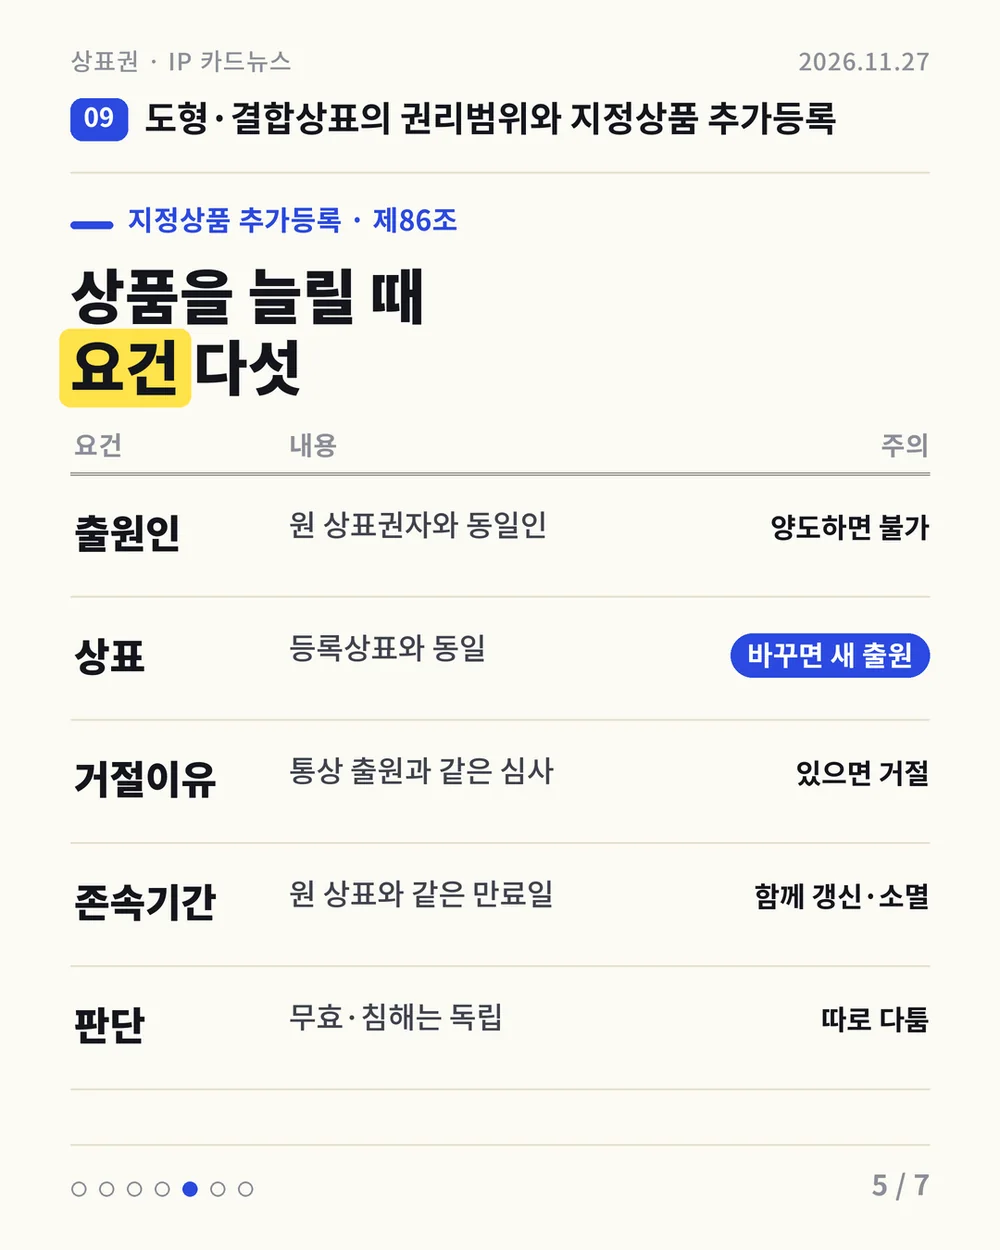 상표권 · IP 카드뉴스
2026.11.27
09 도형·결합상표의 권리범위와 지정상품 추가등록
지정상품 추가등록 · 제86조
상품을 늘릴 때
요건 다섯
요건 내용 주의
출원인 원 상표권자와 동일인 양도하면 불가
상표 등록상표와 동일 바꾸면 새 출원
거절이유 통상 출원과 같은 심사 있으면 거절
존속기간 원 상표와 같은 만료일 함께 갱신·소멸
판단 무효·침해는 독립 따로 다툼
5 / 7